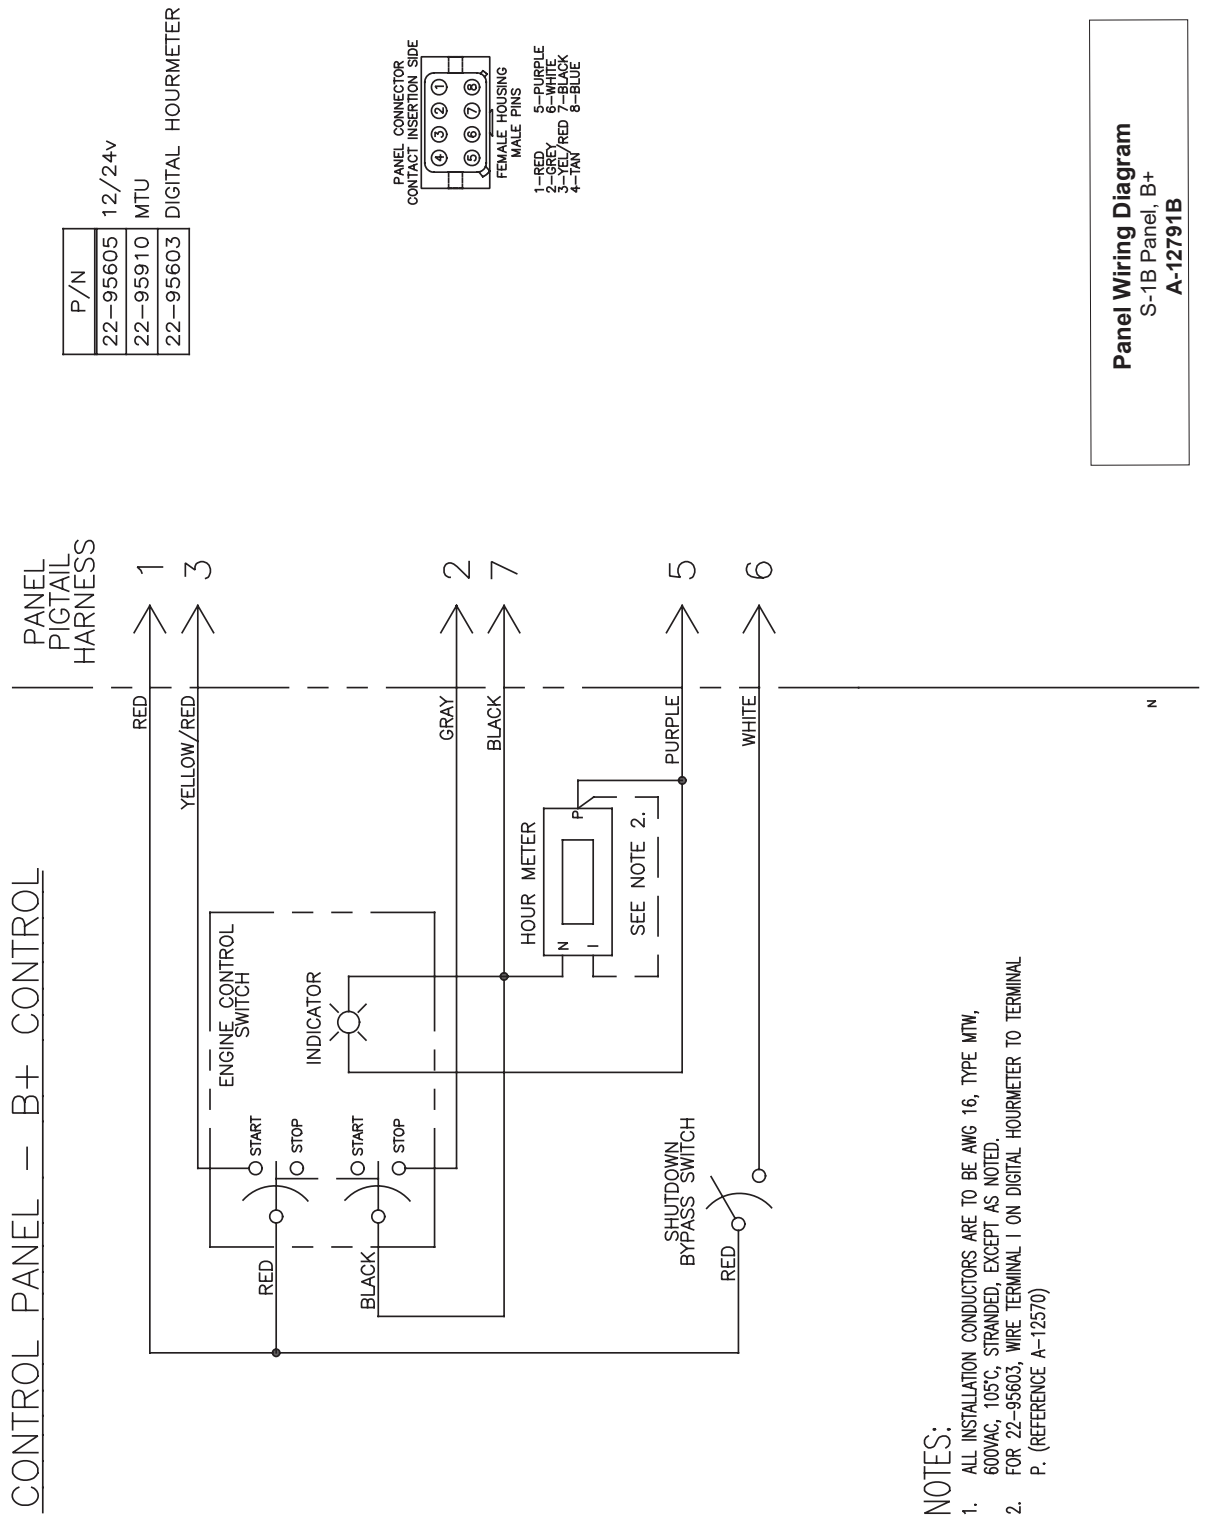 CONTROL PANEL - B+ CONTROL
PANEL
PIGTAIL
HARNESS
RED
1
YELLOW/RED
3
GRAY
2
BLACK
7
PURPLE
5
WHITE
6
ENGINE CONTROL
SWITCH
START
STOP
START
STOP
RED
BLACK
INDICATOR
HOUR METER
N
I
P
SEE NOTE 2.
SHUTDOWN
BYPASS SWITCH
RED
NOTES:
1. ALL INSTALLATION CONDUCTORS ARE TO BE AWG 16, TYPE MTW,
600VAC, 105°C, STRANDED, EXCEPT AS NOTED.
2. FOR 22-95603, WIRE TERMINAL I ON DIGITAL HOURMETER TO TERMINAL
P. (REFERENCE A-12570)
N
P/N
22-95605 12/24v
22-95910 MTU
22-95603 DIGITAL HOURMETER
PANEL CONNECTOR
CONTACT INSERTION SIDE
4 3 2 1
5 6 7 8
FEMALE HOUSING
MALE PINS
1-RED 5-PURPLE
2-GREY 6-WHITE
3-YEL/RED 7-BLACK
4-TAN 8-BLUE
Panel Wiring Diagram
S-1B Panel, B+
A-12791B